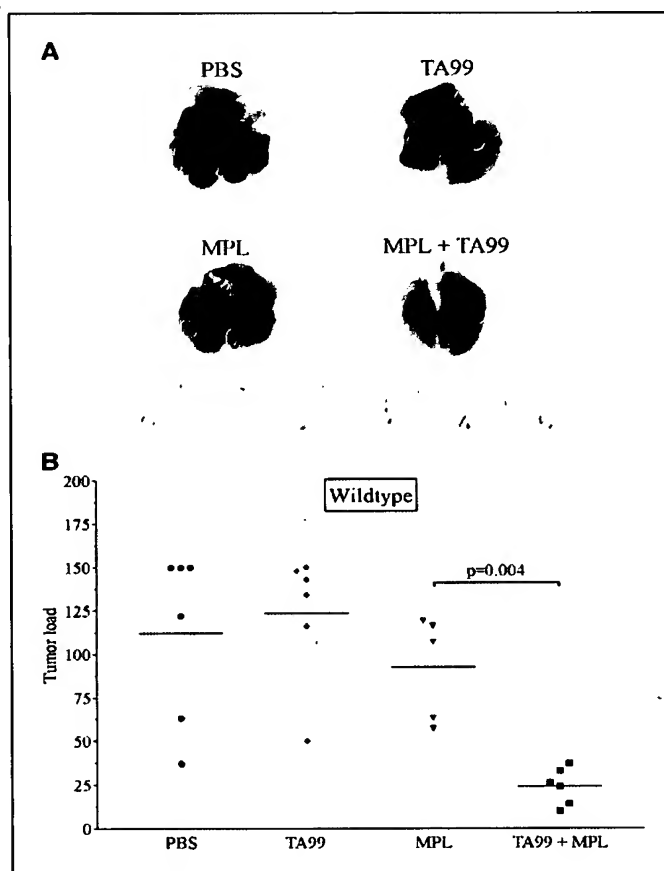 A
PBS TA99
MPL MPL + TA99
B
Wildtype
p=0.004
Tumor load
200
175
150
125
100
75
50
25
0
PBS TA99 MPL TA99 + MPL